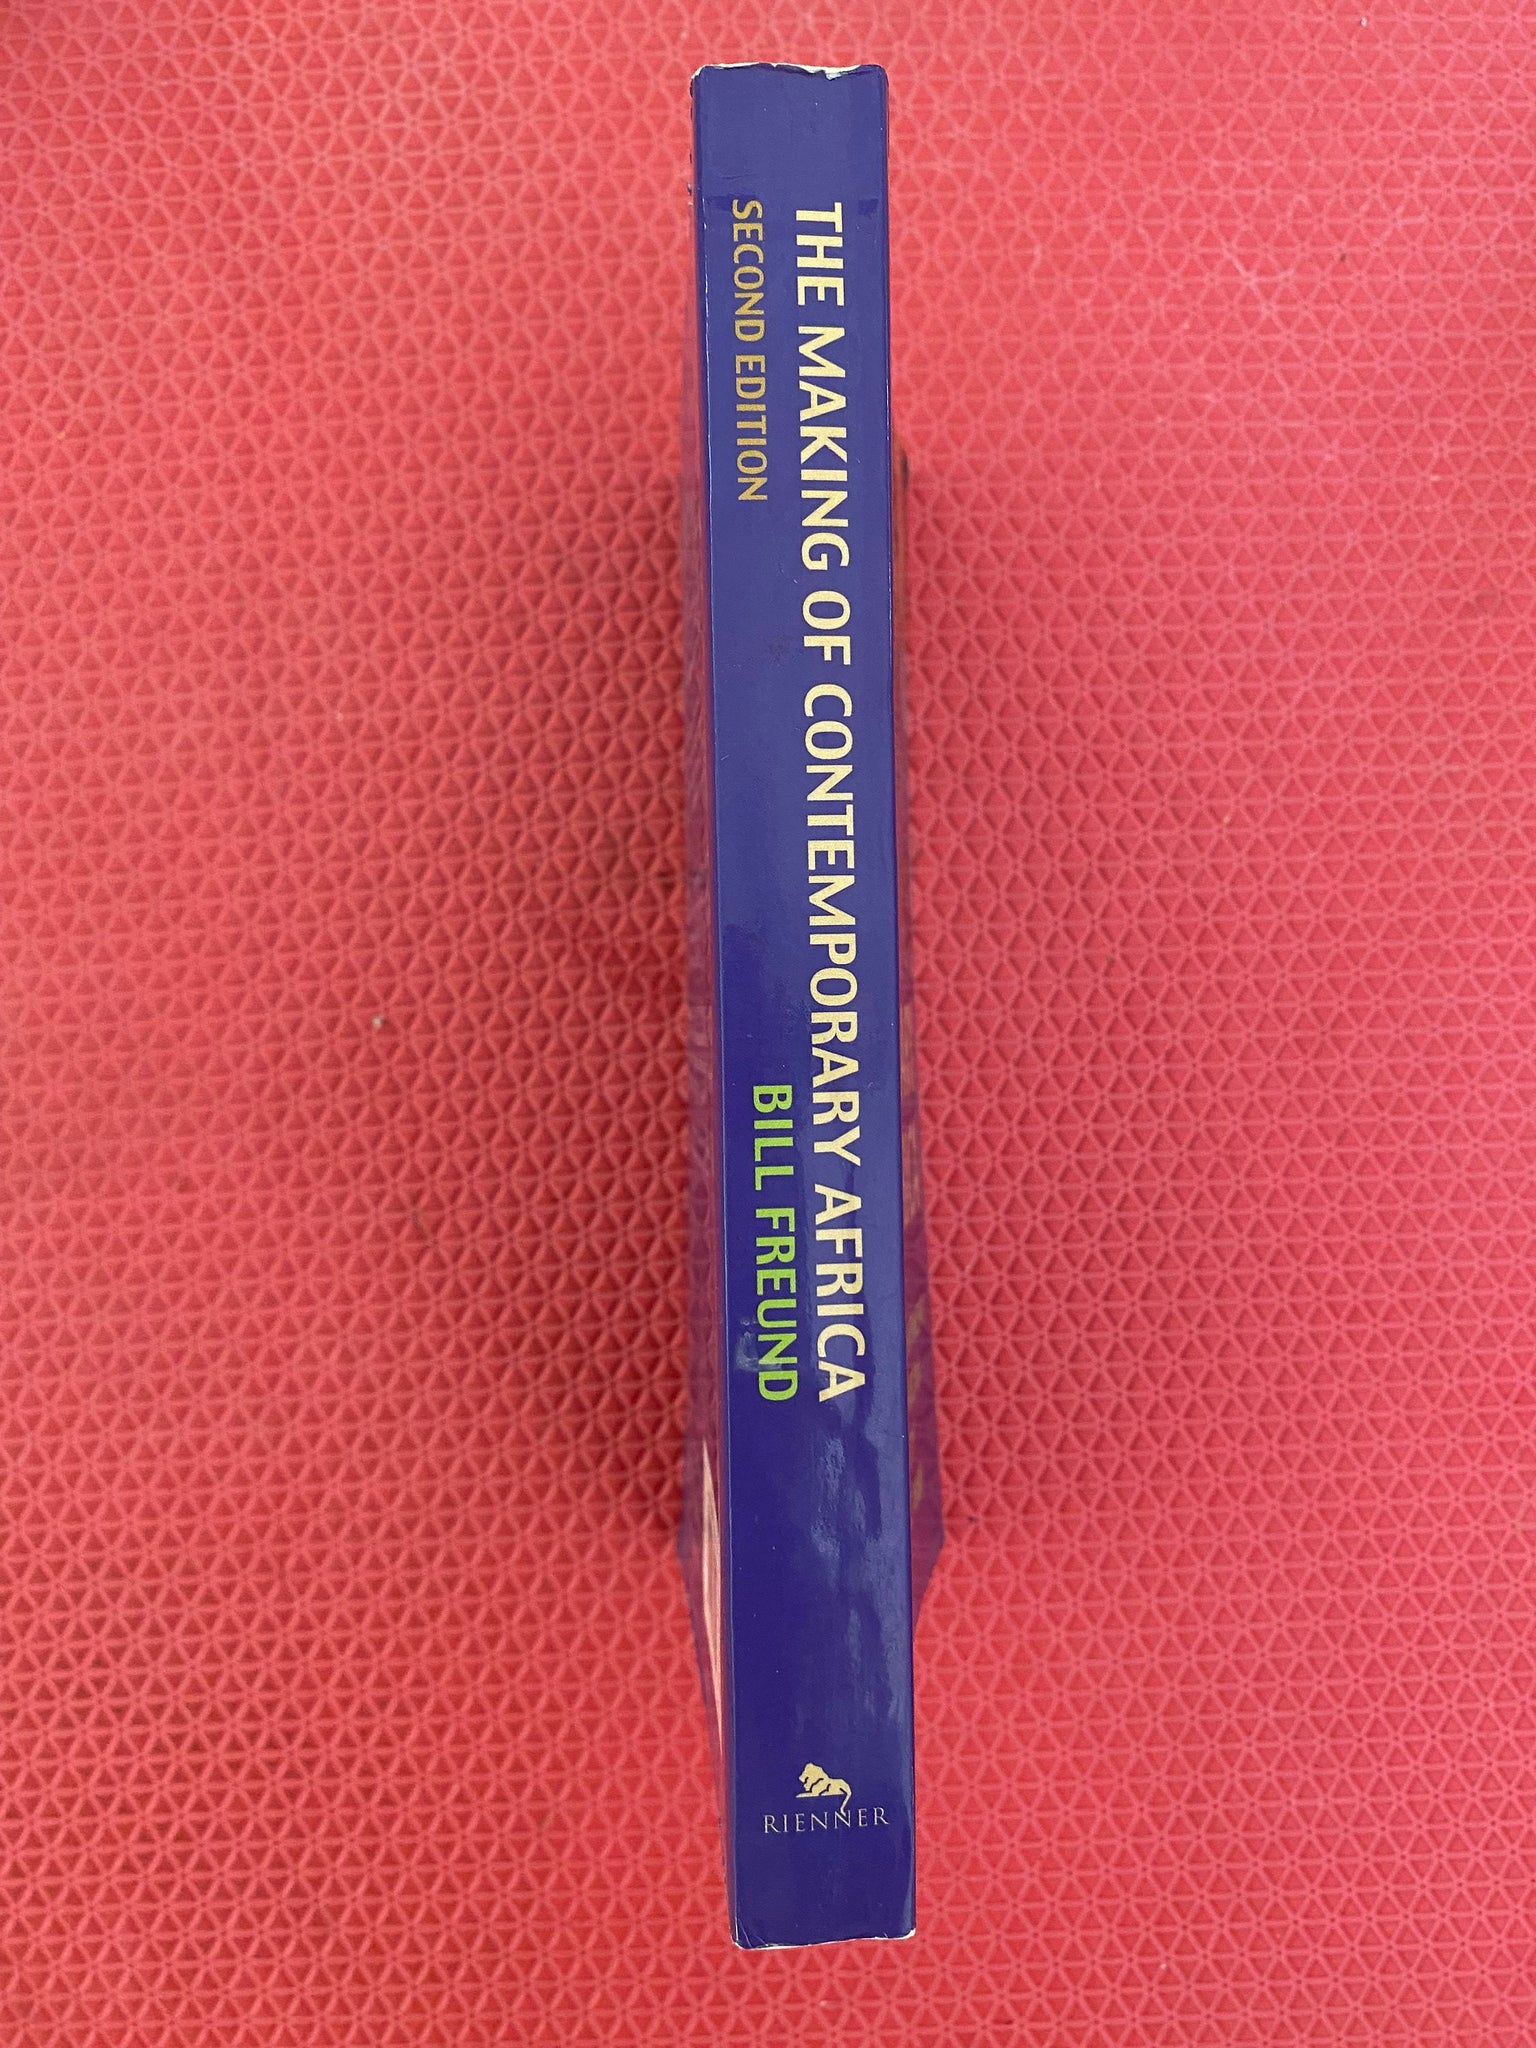 THE MAKING OF CONTEMPORARY AFRICA
SECOND EDITION
BILL FREUND
RIENNER